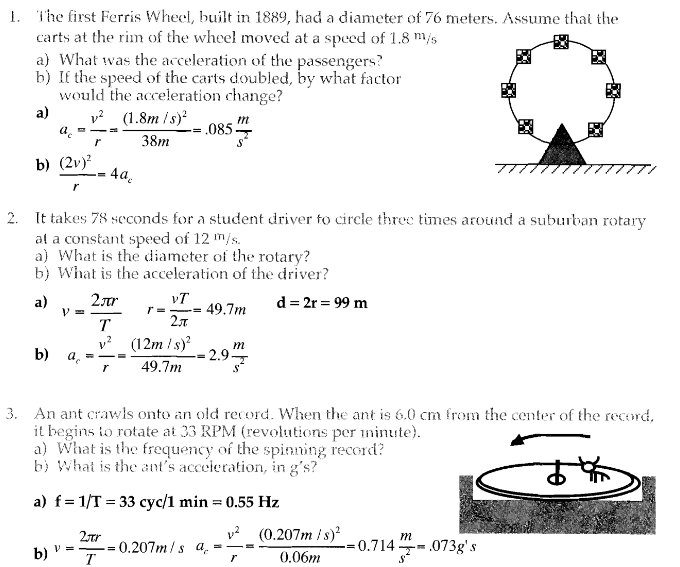 1. The first Ferris Wheel, built in 1889, had a diameter of 76 meters. Assume that the
carts at the rim of the wheel moved at a speed of 1.8 m/s
a) What was the acceleration of the passengers?
b) If the speed of the carts doubled, by what factor
would the acceleration change?
a) a_c = v²/r = (1.8m / s)²/38m = .085 m/s²
b) (2v)²/r = 4a_c
2. It takes 78 seconds for a student driver to circle three times around a suburban rotary
at a constant speed of 12 m/s.
a) What is the diameter of the rotary?
b) What is the acceleration of the driver?
a) v = 2πr/T r = vT/2π = 49.7m d = 2r = 99 m
b) a_c = v²/r = (12m / s)²/49.7m = 2.9 m/s²
3. An ant crawls onto an old record. When the ant is 6.0 cm from the center of the record,
it begins to rotate at 33 RPM (revolutions per minute).
a) What is the frequency of the spinning record?
b) What is the ant's acceleration, in g's?
a) f = 1/T = 33 cyc/1 min = 0.55 Hz
b) v = 2πr/T = 0.207m / s a_c = v²/r = (0.207m / s)²/0.06m = 0.714 m/s² = .073g's